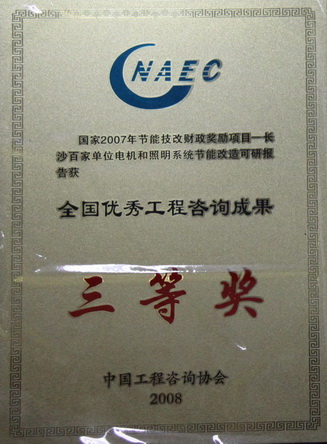 NAEC
国家2007年节能技改财政奖励项目—长
沙百家单位电机和照明系统节能改造可研报
告获
全国优秀工程咨询成果
三等奖
中国工程咨询协会
2008